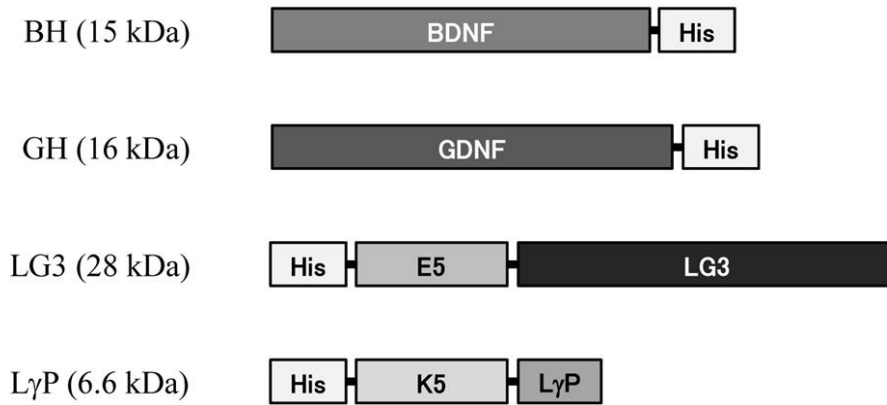 BH (15 kDa) BDNF His
GH (16 kDa) GDNF His
LG3 (28 kDa) His E5 LG3
LγP (6.6 kDa) His K5 LγP